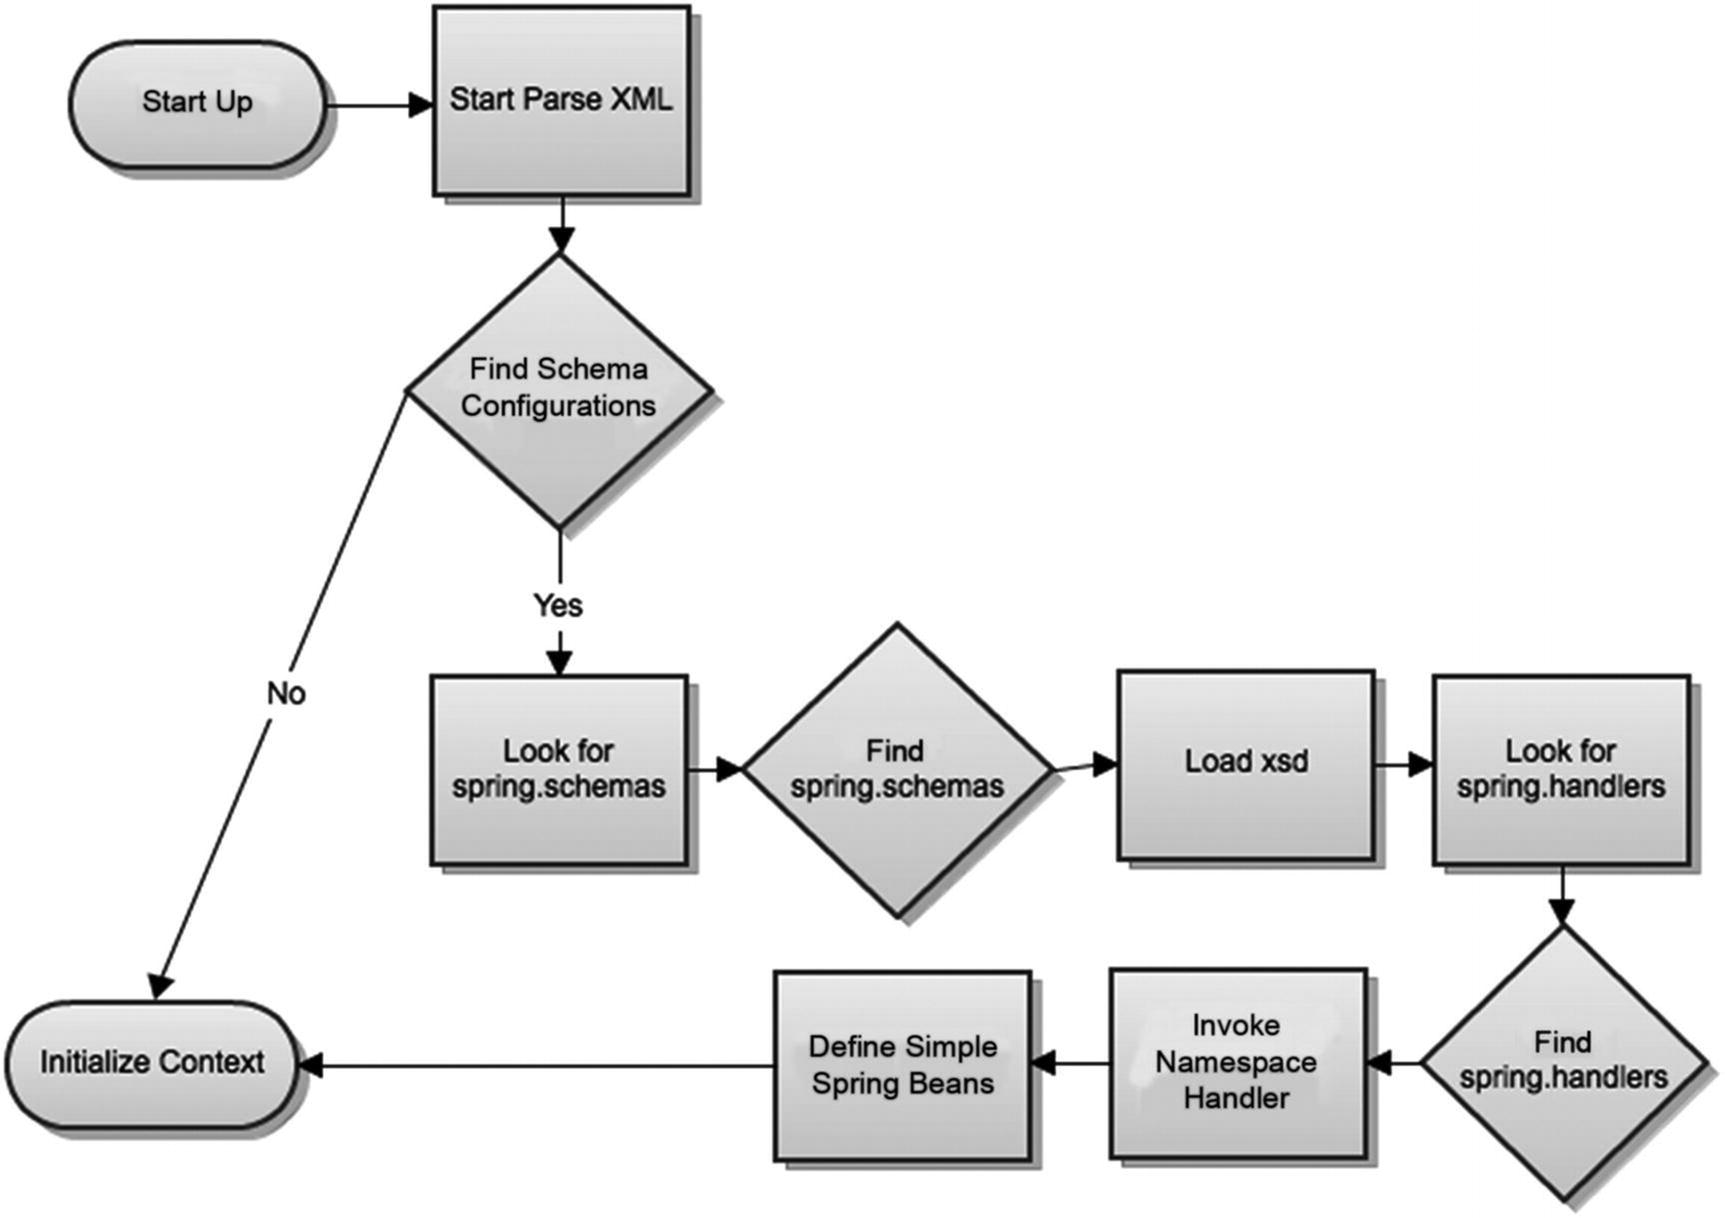 Start Up
Start Parse XML
Find Schema
Configurations
Yes
No
Look for
spring.schemas
Find
spring.schemas
Load xsd
Look for
spring.handlers
Find
spring.handlers
Invoke
Namespace
Handler
Define Simple
Spring Beans
Initialize Context